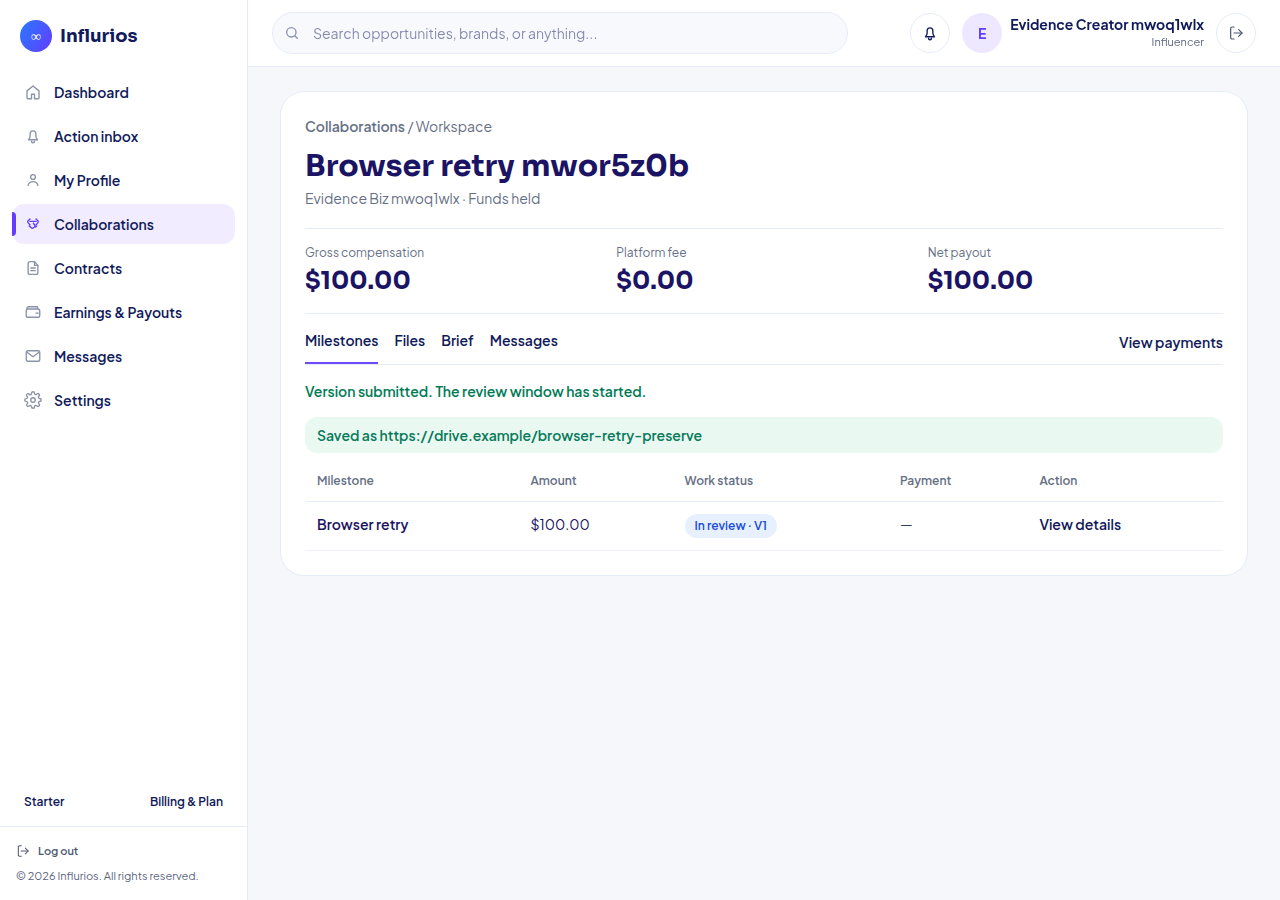 ∞ Influrios
Search opportunities, brands, or anything...
E
Evidence Creator mwoq1wlx
Influencer
Dashboard
Action inbox
My Profile
Collaborations
Contracts
Earnings & Payouts
Messages
Settings
Starter
Billing & Plan
Log out
© 2026 Influrios. All rights reserved.
Collaborations / Workspace
Browser retry mwor5z0b
Evidence Biz mwoq1wlx · Funds held
Gross compensation
$100.00
Platform fee
$0.00
Net payout
$100.00
Milestones Files Brief Messages View payments
Version submitted. The review window has started.
Saved as https://drive.example/browser-retry-preserve
Milestone Amount Work status Payment Action
Browser retry $100.00 In review · V1 — View details